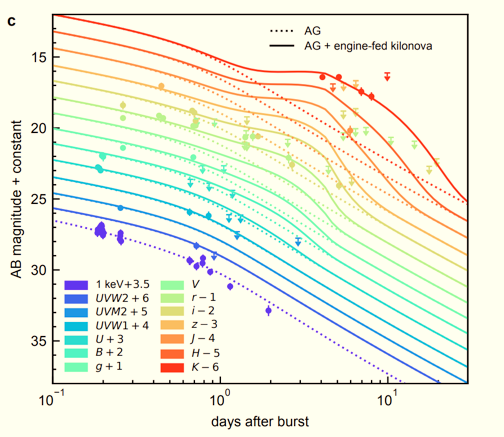 c
AG
AG + engine-fed kilonova
15
20
25
30
35
AB magnitude + constant
1 keV+3.5
UVW2 + 6
UVW2 + 5
UVW1 + 4
U + 3
B + 2
g + 1
V
r − 1
i − 2
z − 3
J − 4
H − 5
K − 6
10⁻¹
10⁰
10¹
days after burst